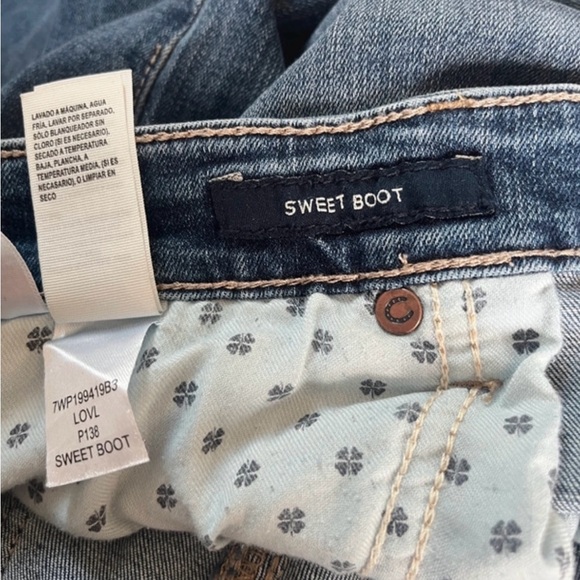 LAVADO A MÁQUINA, AGUA
FRÍA, LAVAR POR SEPARADO,
SÓLO BLANQUEADOR SIN
CLORO (SI ES NECESARIO),
SECADO A TEMPERATURA
BAJA, PLANCHA, A
TEMPERATURA MEDIA, (SI ES
NECASARIO), O LIMPIAR EN
SECO
SWEET BOOT
C
7WP199419B3
LOVL
P138
SWEET BOOT